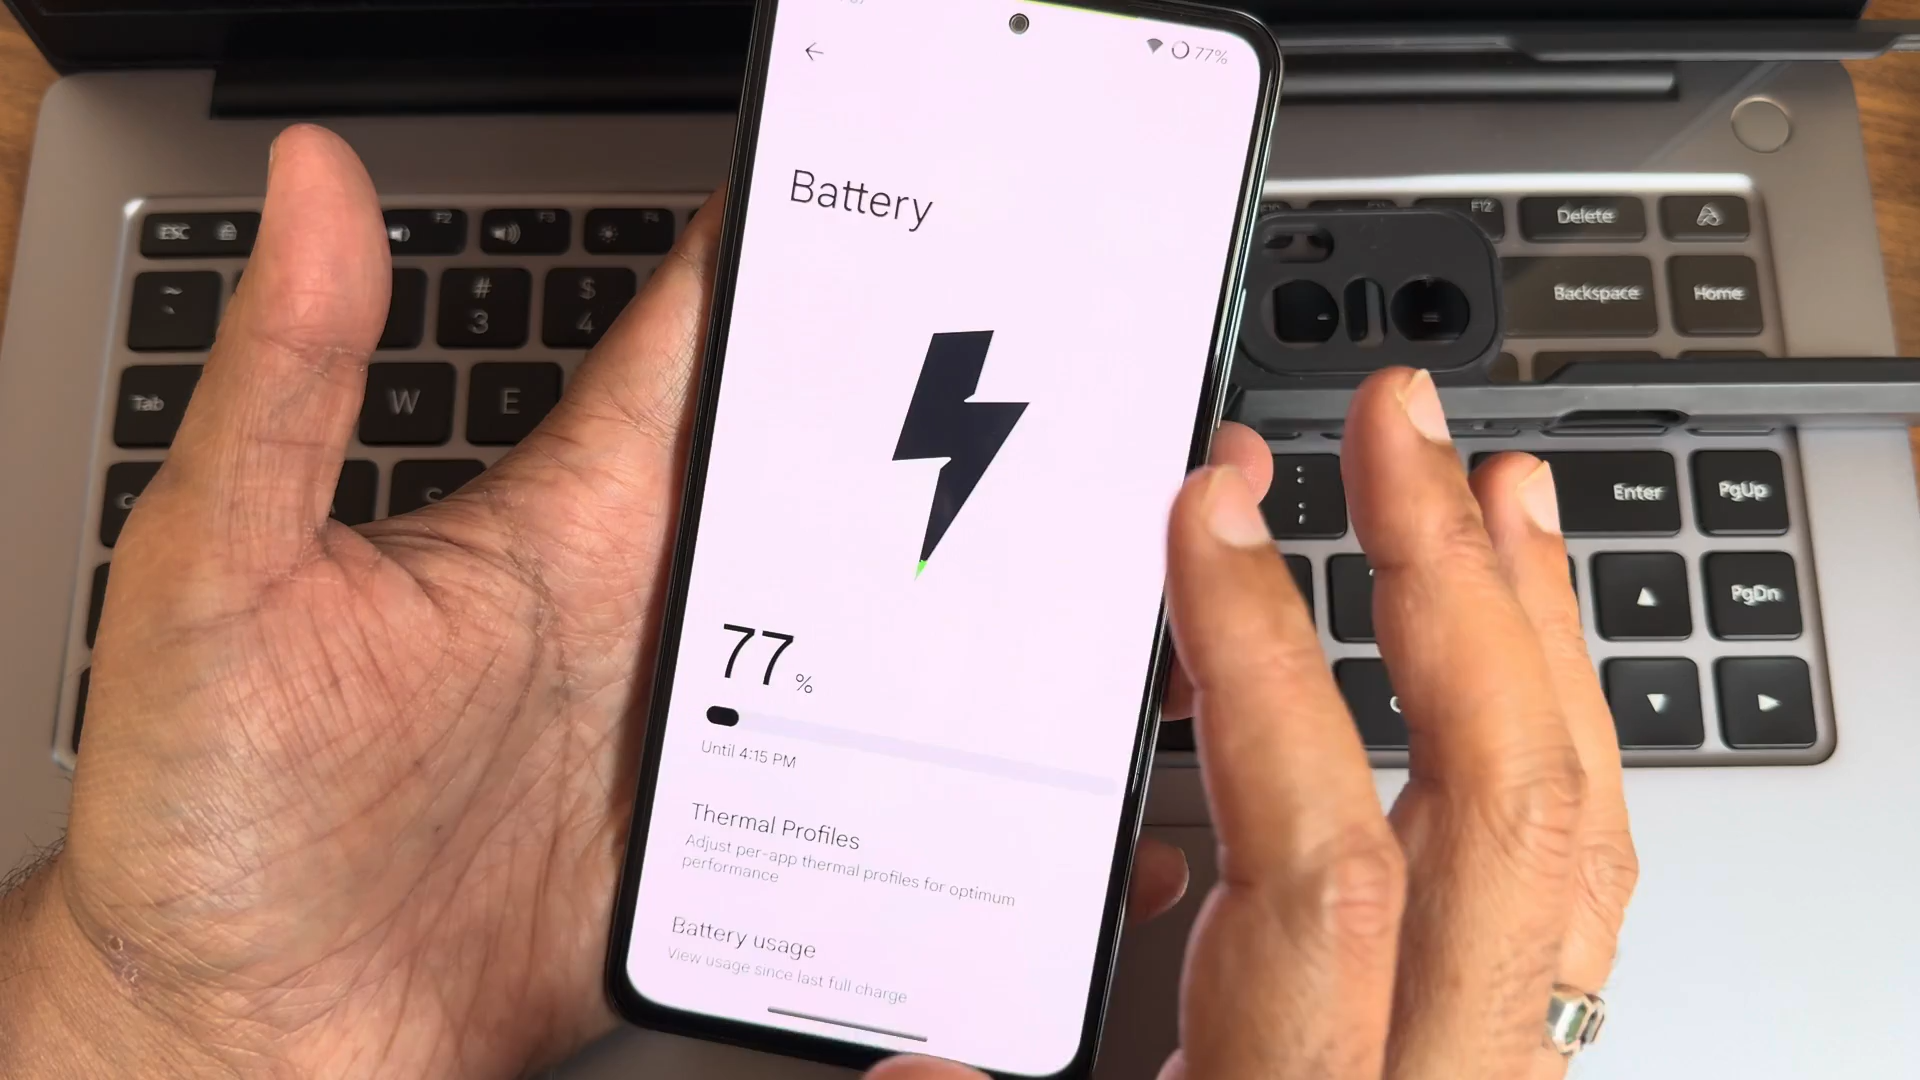 77%
Battery
77 %
Until 4:15 PM
Thermal Profiles
Adjust per-app thermal profiles for optimum
performance
Battery usage
View usage since last full charge
ESC
F2
F3
F4
F12
Delete
~
#
3
$
4
Backspace
Home
Tab
W
E
Enter
PgUp
PgDn